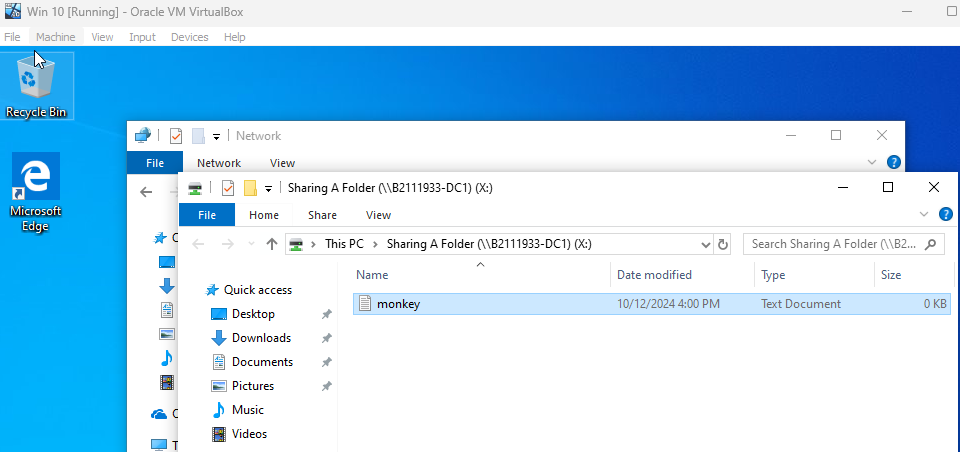 Win 10 [Running] - Oracle VM VirtualBox
File Machine View Input Devices Help
Recycle Bin
Microsoft
Edge
Network
File Network View
Sharing A Folder (\\B2111933-DC1) (X:)
File Home Share View
This PC > Sharing A Folder (\\B2111933-DC1) (X:)
Search Sharing A Folder (\\B2...
Name Date modified Type Size
monkey 10/12/2024 4:00 PM Text Document 0 KB
Quick access
Desktop
Downloads
Documents
Pictures
Music
Videos